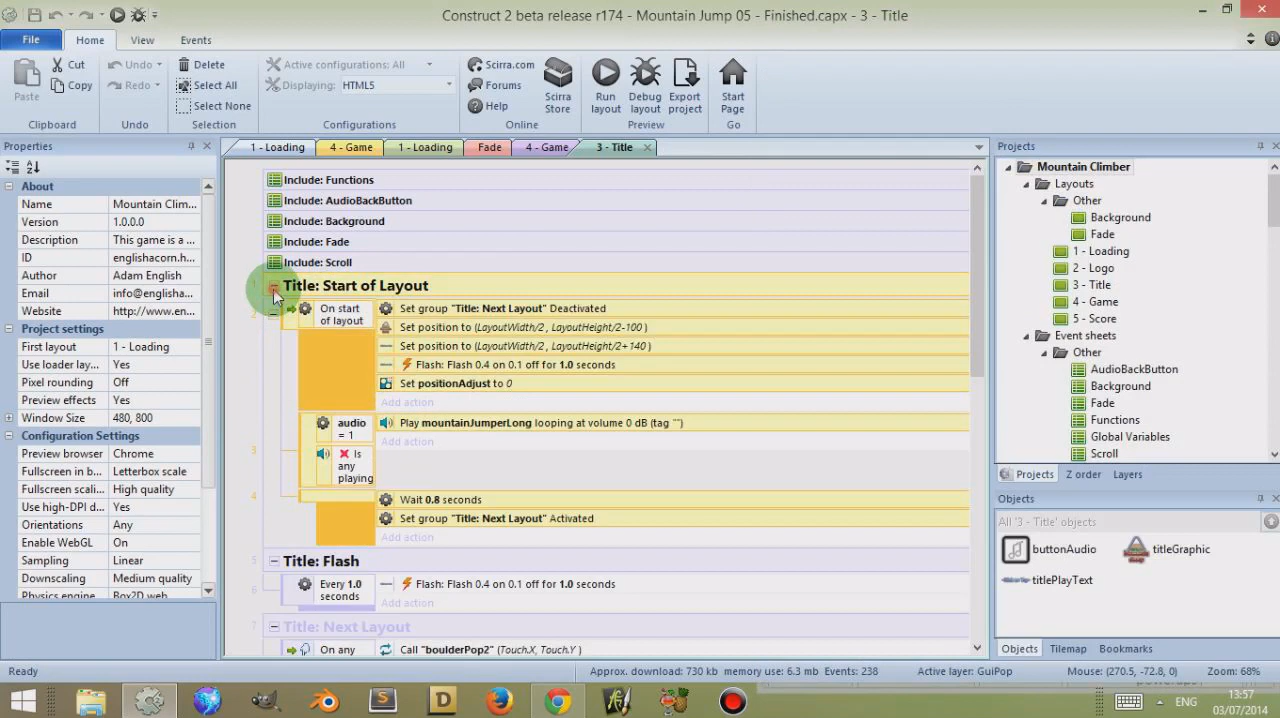 Construct 2 beta release r174 - Mountain Jump 05 - Finished.capx - 3 - Title
File Home View Events
Paste Cut Copy
Undo Redo
Delete
Select All
Select None
Active configurations: All
Displaying: HTML5
Scirra.com
Forums
Help
Scirra Store
Run layout
Debug layout
Export project
Start Page
Clipboard Undo Selection Configurations Online Preview Go
Properties
1 - Loading 4 - Game 1 - Loading Fade 4 - Game 3 - Title
Projects
About
Name Mountain Clim...
Version 1.0.0.0
Description This game is a ...
ID englishacorn.h...
Author Adam English
Email info@englisha...
Website http://www.en...
Project settings
First layout 1 - Loading
Use loader lay... Yes
Pixel rounding Off
Preview effects Yes
Window Size 480, 800
Configuration Settings
Preview browser Chrome
Fullscreen in b... Letterbox scale
Fullscreen scali... High quality
Use high-DPI d... Yes
Orientations Any
Enable WebGL On
Sampling Linear
Downscaling Medium quality
Physics engine Box2D web
Include: Functions
Include: AudioBackButton
Include: Background
Include: Fade
Include: Scroll
1 Title: Start of Layout
2 On start of layout
Set group "Title: Next Layout" Deactivated
Set position to (LayoutWidth/2, LayoutHeight/2-100 )
Set position to (LayoutWidth/2, LayoutHeight/2+140 )
Flash: Flash 0.4 on 0.1 off for 1.0 seconds
Set positionAdjust to 0
Add action
3 audio = 1
Play mountainJumperLong looping at volume 0 dB (tag "")
Add action
Is any playing
4 Wait 0.8 seconds
Set group "Title: Next Layout" Activated
Add action
5 Title: Flash
6 Every 1.0 seconds
Flash: Flash 0.4 on 0.1 off for 1.0 seconds
Add action
7 Title: Next Layout
On any
Call "boulderPop2" (Touch.X, Touch.Y )
Mountain Climber
Layouts
Other
Background
Fade
1 - Loading
2 - Logo
3 - Title
4 - Game
5 - Score
Event sheets
Other
AudioBackButton
Background
Fade
Functions
Global Variables
Scroll
Projects Z order Layers
Objects
All '3 - Title' objects
buttonAudio titleGraphic
titlePlayText
Objects Tilemap Bookmarks
Ready
Approx. download: 730 kb memory use: 6.3 mb Events: 238 Active layer: GuiPop Mouse: (270.5, -72.8, 0) Zoom: 68%
ENG
13:57
03/07/2014